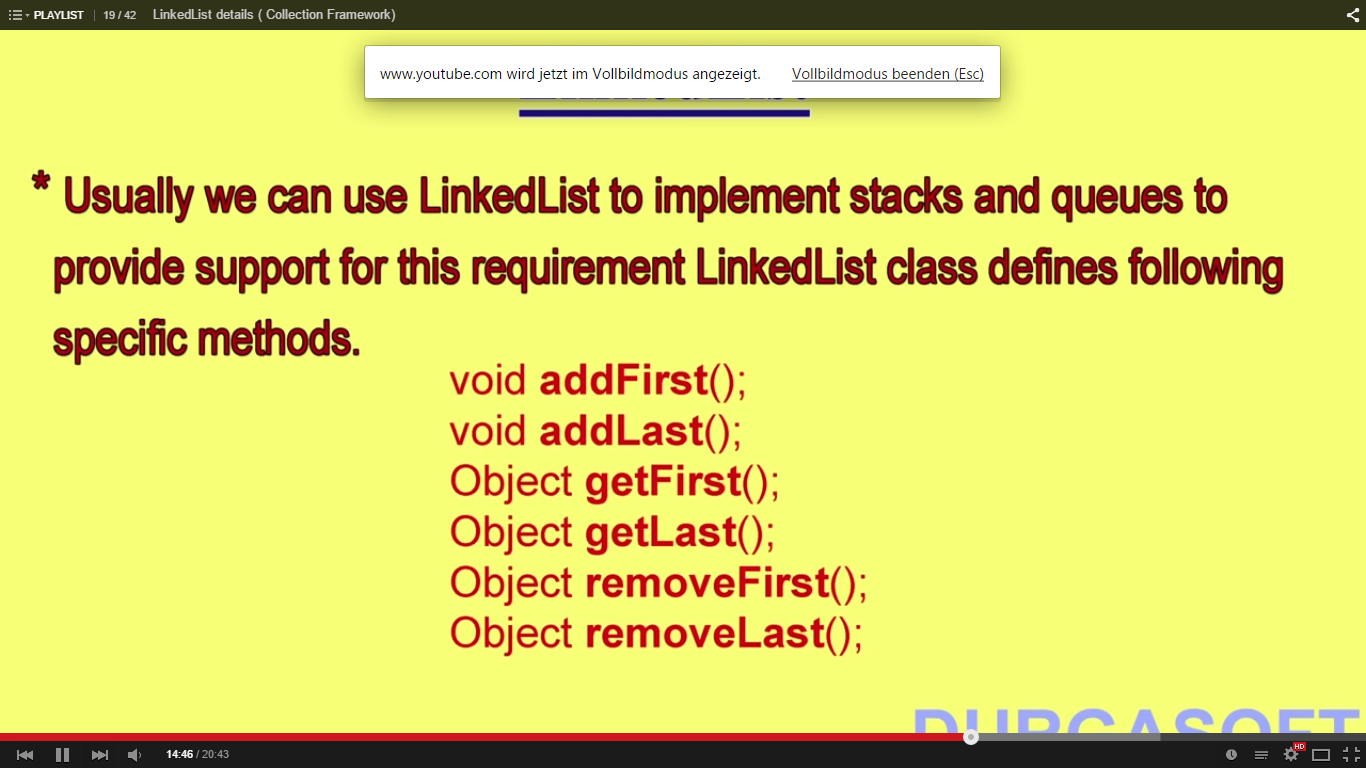 PLAYLIST | 19 / 42 LinkedList details ( Collection Framework)
www.youtube.com wird jetzt im Vollbildmodus angezeigt. Vollbildmodus beenden (Esc)
* Usually we can use LinkedList to implement stacks and queues to
provide support for this requirement LinkedList class defines following
specific methods.
void addFirst();
void addLast();
Object getFirst();
Object getLast();
Object removeFirst();
Object removeLast();
DURGASOFT
14:46 / 20:43
HD